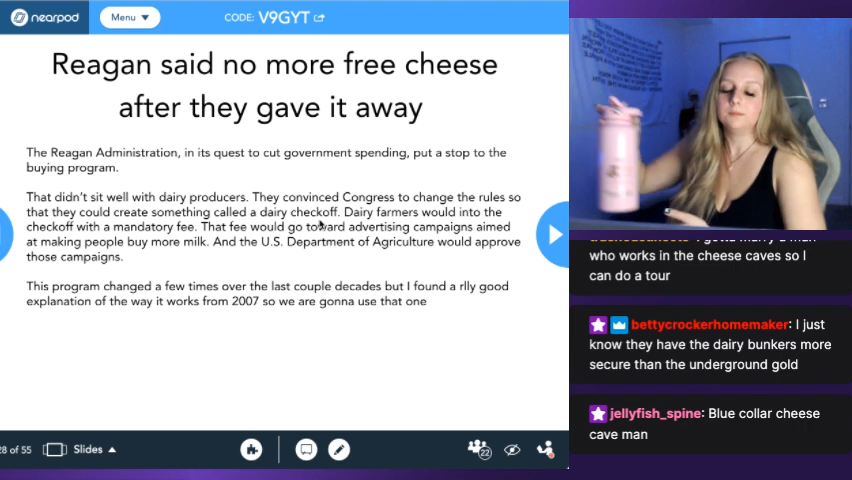 nearpod
Menu
CODE: V9GYT
Reagan said no more free cheese
after they gave it away
The Reagan Administration, in its quest to cut government spending, put a stop to the
buying program.
That didn't sit well with dairy producers. They convinced Congress to change the rules so
that they could create something called a dairy checkoff. Dairy farmers would into the
checkoff with a mandatory fee. That fee would go toward advertising campaigns aimed
at making people buy more milk. And the U.S. Department of Agriculture would approve
those campaigns.
This program changed a few times over the last couple decades but I found a rlly good
explanation of the way it works from 2007 so we are gonna use that one
28 of 55
Slides
22
who works in the cheese caves so I
can do a tour
bettycrockerhomemaker: I just
know they have the dairy bunkers more
secure than the underground gold
jellyfish_spine: Blue collar cheese
cave man